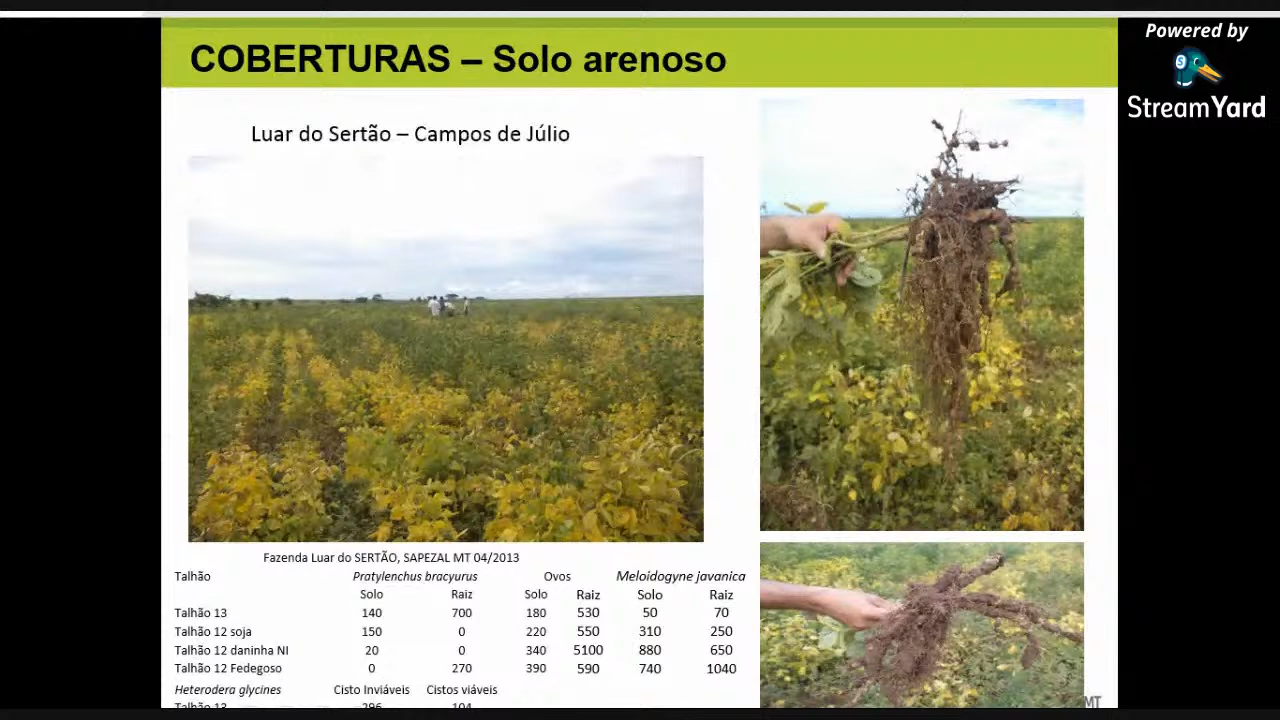 COBERTURAS – Solo arenoso
Powered by
StreamYard
Luar do Sertão – Campos de Júlio
Fazenda Luar do SERTÃO, SAPEZAL MT 04/2013
Talhão Pratylenchus bracyurus Ovos Meloidogyne javanica
Solo Raiz Solo Raiz Solo Raiz
Talhão 13 140 700 180 530 50 70
Talhão 12 soja 150 0 220 550 310 250
Talhão 12 daninha NI 20 0 340 5100 880 650
Talhão 12 Fedegoso 0 270 390 590 740 1040
Heterodera glycines Cisto Inviáveis Cistos viáveis
Talhão 13 296 104